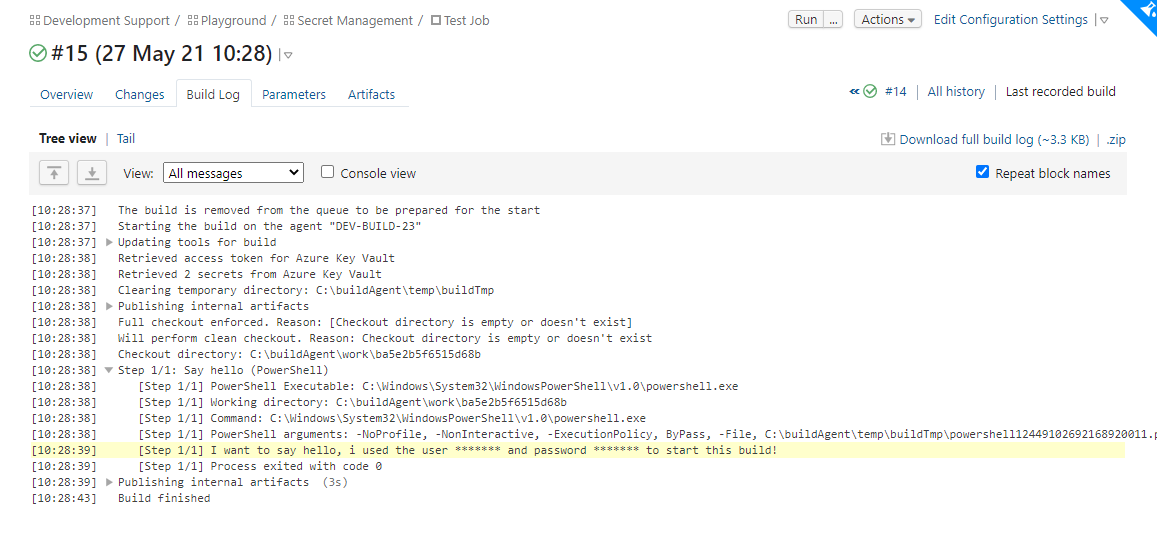 Development Support / Playground / Secret Management / Test Job
Run ... Actions Edit Configuration Settings
#15 (27 May 21 10:28)
Overview Changes Build Log Parameters Artifacts
#14 | All history | Last recorded build
Tree view | Tail
Download full build log (~3.3 KB) | .zip
View: All messages Console view Repeat block names
[10:28:37] The build is removed from the queue to be prepared for the start
[10:28:37] Starting the build on the agent "DEV-BUILD-23"
[10:28:37] Updating tools for build
[10:28:38] Retrieved access token for Azure Key Vault
[10:28:38] Retrieved 2 secrets from Azure Key Vault
[10:28:38] Clearing temporary directory: C:\buildAgent\temp\buildTmp
[10:28:38] Publishing internal artifacts
[10:28:38] Full checkout enforced. Reason: [Checkout directory is empty or doesn't exist]
[10:28:38] Will perform clean checkout. Reason: Checkout directory is empty or doesn't exist
[10:28:38] Checkout directory: C:\buildAgent\work\ba5e2b5f6515d68b
[10:28:38] Step 1/1: Say hello (PowerShell)
[10:28:38] [Step 1/1] PowerShell Executable: C:\Windows\System32\WindowsPowerShell\v1.0\powershell.exe
[10:28:38] [Step 1/1] Working directory: C:\buildAgent\work\ba5e2b5f6515d68b
[10:28:38] [Step 1/1] Command: C:\Windows\System32\WindowsPowerShell\v1.0\powershell.exe
[10:28:38] [Step 1/1] PowerShell arguments: -NoProfile, -NonInteractive, -ExecutionPolicy, ByPass, -File, C:\buildAgent\temp\buildTmp\powershell12449102692168920011.p
[10:28:39] [Step 1/1] I want to say hello, i used the user ******* and password ******* to start this build!
[10:28:39] [Step 1/1] Process exited with code 0
[10:28:39] Publishing internal artifacts (3s)
[10:28:43] Build finished